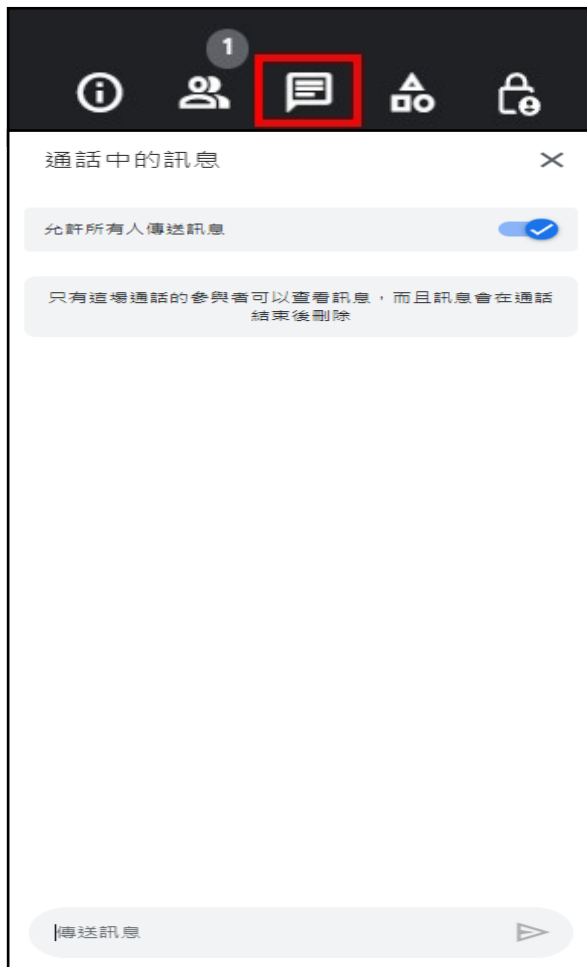 1
通話中的訊息
允許所有人傳送訊息
只有這場通話的參與者可以查看訊息，而且訊息會在通話
結束後刪除
傳送訊息